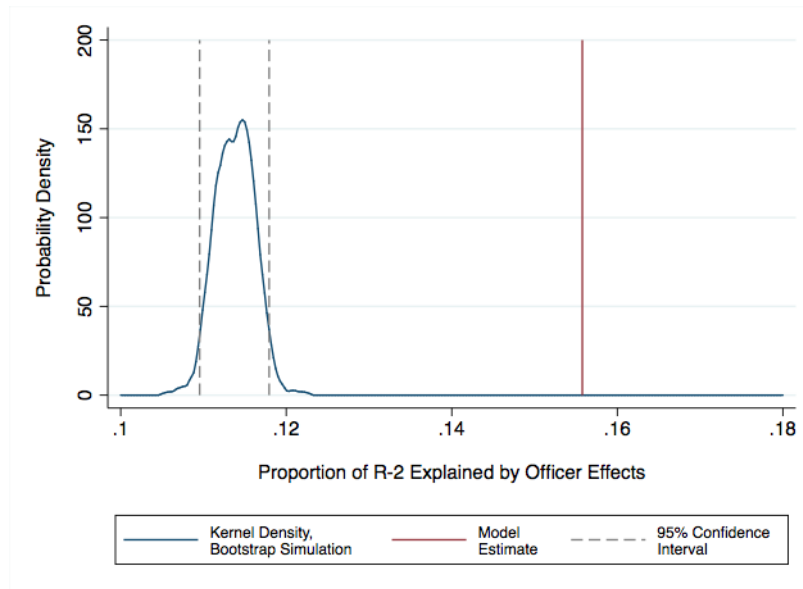 200
150
100
50
0
Probability Density
.1 .12 .14 .16 .18
Proportion of R-2 Explained by Officer Effects
Kernel Density,
Bootstrap Simulation
Model
Estimate
95% Confidence
Interval